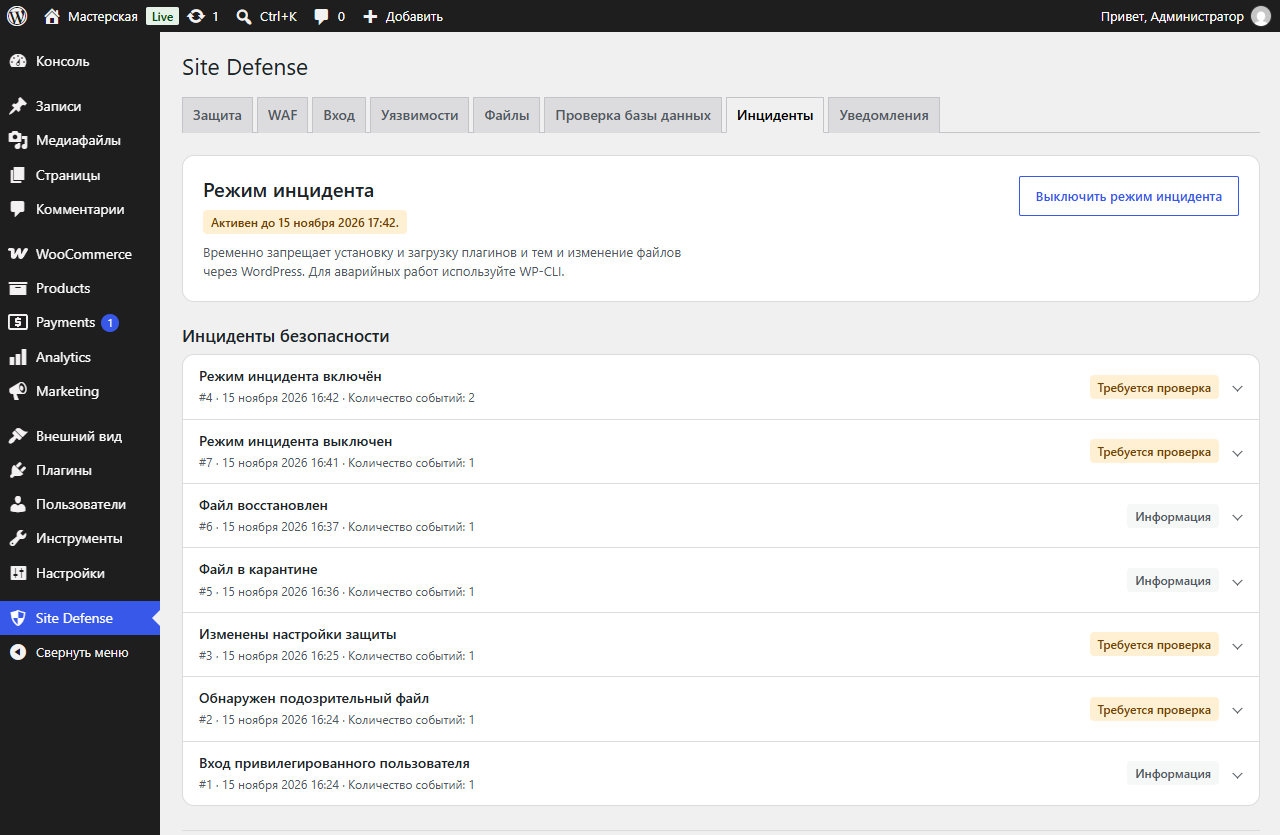 Мастерская Live 1 Ctrl+K 0 Добавить Привет, Администратор
Консоль
Записи
Медиафайлы
Страницы
Комментарии
WooCommerce
Products
Payments 1
Analytics
Marketing
Внешний вид
Плагины
Пользователи
Инструменты
Настройки
Site Defense
Свернуть меню
Site Defense
Защита WAF Вход Уязвимости Файлы Проверка базы данных Инциденты Уведомления
Режим инцидента
Выключить режим инцидента
Активен до 15 ноября 2026 17:42.
Временно запрещает установку и загрузку плагинов и тем и изменение файлов
через WordPress. Для аварийных работ используйте WP-CLI.
Инциденты безопасности
Режим инцидента включён
#4 · 15 ноября 2026 16:42 · Количество событий: 2
Требуется проверка
Режим инцидента выключен
#7 · 15 ноября 2026 16:41 · Количество событий: 1
Требуется проверка
Файл восстановлен
#6 · 15 ноября 2026 16:37 · Количество событий: 1
Информация
Файл в карантине
#5 · 15 ноября 2026 16:36 · Количество событий: 1
Информация
Изменены настройки защиты
#3 · 15 ноября 2026 16:25 · Количество событий: 1
Требуется проверка
Обнаружен подозрительный файл
#2 · 15 ноября 2026 16:24 · Количество событий: 1
Требуется проверка
Вход привилегированного пользователя
#1 · 15 ноября 2026 16:24 · Количество событий: 1
Информация